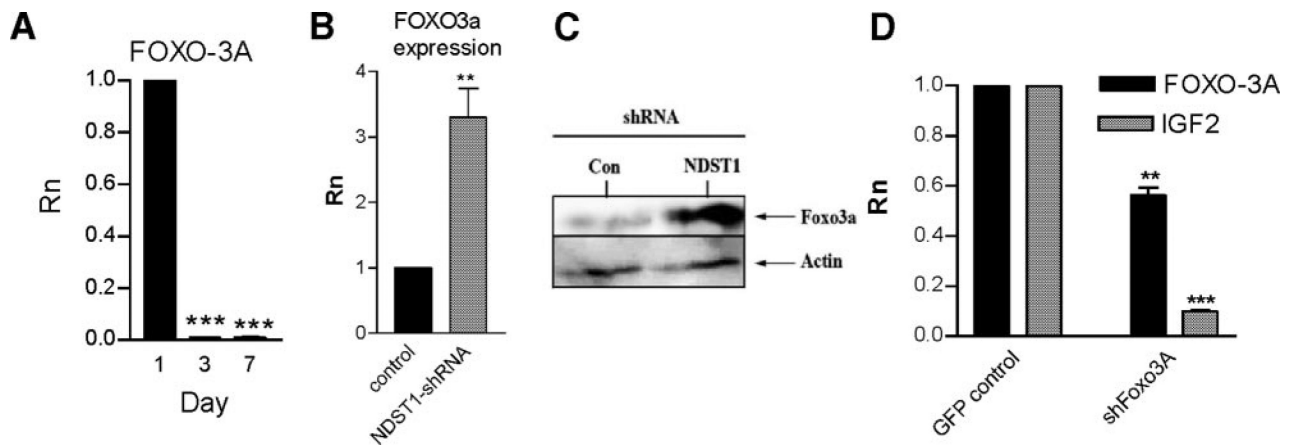 A
FOXO-3A
Rn
1.0
0.8
0.6
0.4
0.2
0.0
*** ***
1 3 7
Day
B
FOXO3a
expression
Rn
4
3
2
1
0
**
control
NDST1-shRNA
C
shRNA
Con NDST1
Foxo3a
Actin
D
FOXO-3A
IGF2
Rn
1.0
0.8
0.6
0.4
0.2
0.0
**
***
GFP control
shFoxo3A